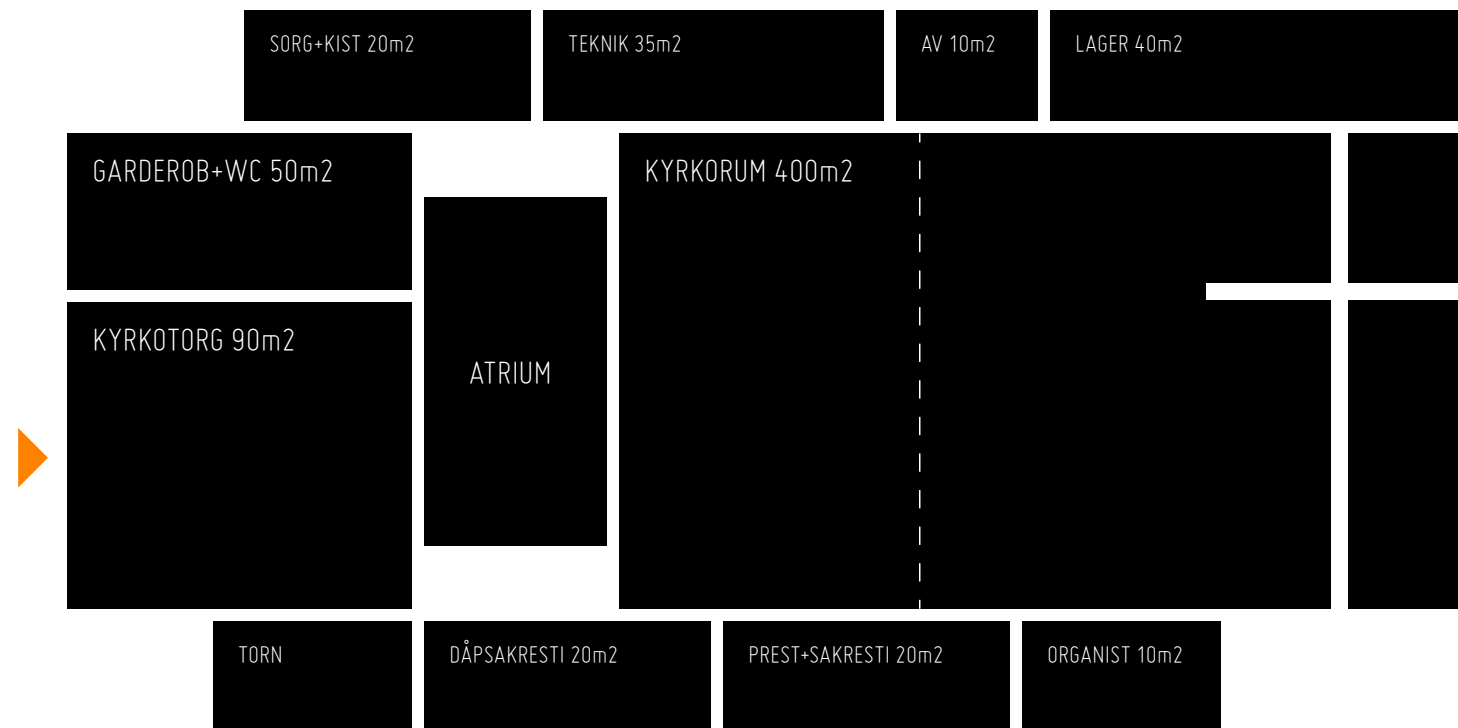 SORG+KIST 20m2
TEKNIK 35m2
AV 10m2
LAGER 40m2
GARDEROB+WC 50m2
KYRKORUM 400m2
KYRKOTORG 90m2
ATRIUM
TORN
DÅPSAKRESTI 20m2
PREST+SAKRESTI 20m2
ORGANIST 10m2